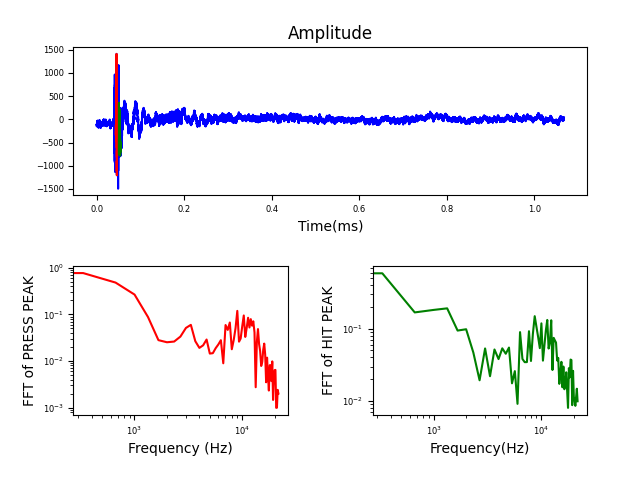 Amplitude
1500
1000
500
0
−500
−1000
−1500
0.0 0.2 0.4 0.6 0.8 1.0
Time(ms)
FFT of PRESS PEAK
10⁰
10⁻¹
10⁻²
10⁻³
10³ 10⁴
Frequency (Hz)
FFT of HIT PEAK
10⁻¹
10⁻²
10³ 10⁴
Frequency(Hz)